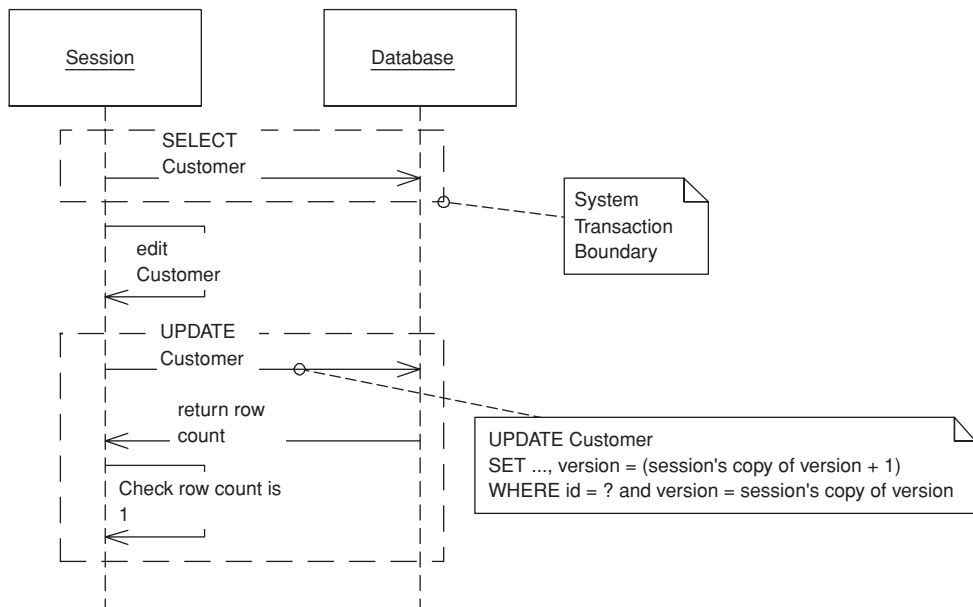 Session
Database
SELECT
Customer
System
Transaction
Boundary
edit
Customer
UPDATE
Customer
return row
count
UPDATE Customer
SET ..., version = (session's copy of version + 1)
WHERE id = ? and version = session's copy of version
Check row count is
1